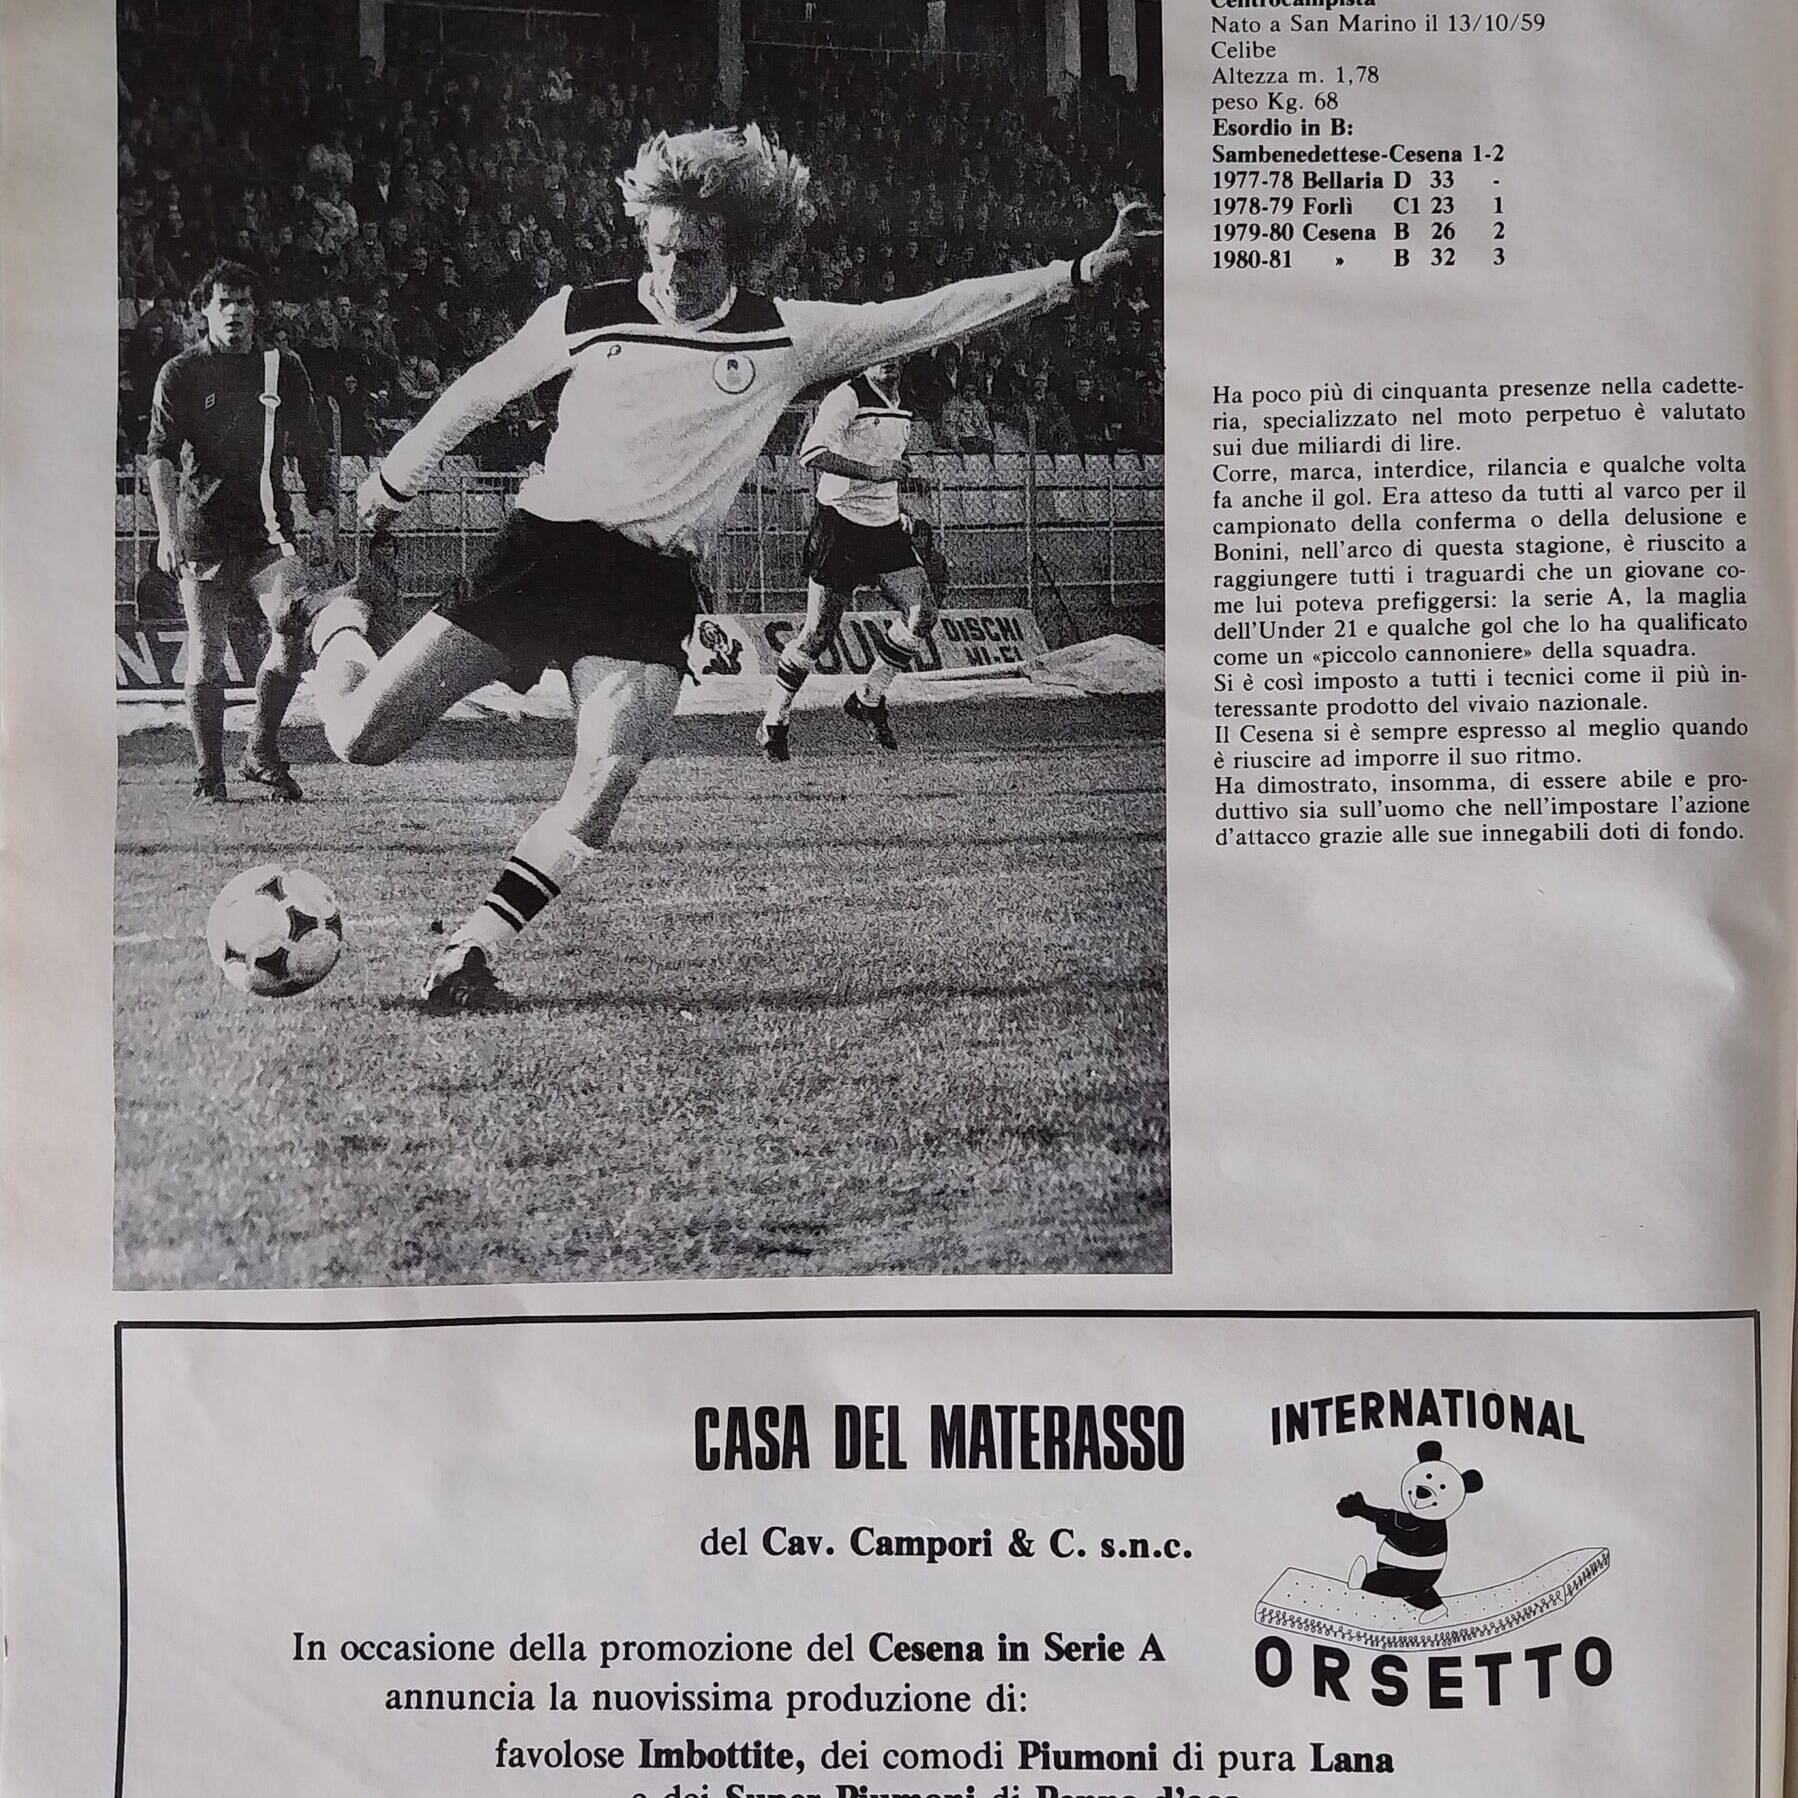 Centrocampista
Nato a San Marino il 13/10/59
Celibe
Altezza m. 1,78
peso Kg. 68
Esordio in B:
Sambenedettese-Cesena 1-2
1977-78 Bellaria D 33 -
1978-79 Forlì C1 23 1
1979-80 Cesena B 26 2
1980-81 » B 32 3
Ha poco più di cinquanta presenze nella cadette-
ria, specializzato nel moto perpetuo è valutato
sui due miliardi di lire.
Corre, marca, interdice, rilancia e qualche volta
fa anche il gol. Era atteso da tutti al varco per il
campionato della conferma o della delusione e
Bonini, nell'arco di questa stagione, è riuscito a
raggiungere tutti i traguardi che un giovane co-
me lui poteva prefiggersi: la serie A, la maglia
dell'Under 21 e qualche gol che lo ha qualificato
come un «piccolo cannoniere» della squadra.
Si è così imposto a tutti i tecnici come il più in-
teressante prodotto del vivaio nazionale.
Il Cesena si è sempre espresso al meglio quando
è riuscire ad imporre il suo ritmo.
Ha dimostrato, insomma, di essere abile e pro-
duttivo sia sull'uomo che nell'impostare l'azione
d'attacco grazie alle sue innegabili doti di fondo.
NZA
SOUND
DISCHI
HI-FI
CASA DEL MATERASSO
del Cav. Campori & C. s.n.c.
INTERNATIONAL
ORSETTO
In occasione della promozione del Cesena in Serie A
annuncia la nuovissima produzione di:
favolose Imbottite, dei comodi Piumoni di pura Lana
e dei Super Piumoni di Penna d'oca